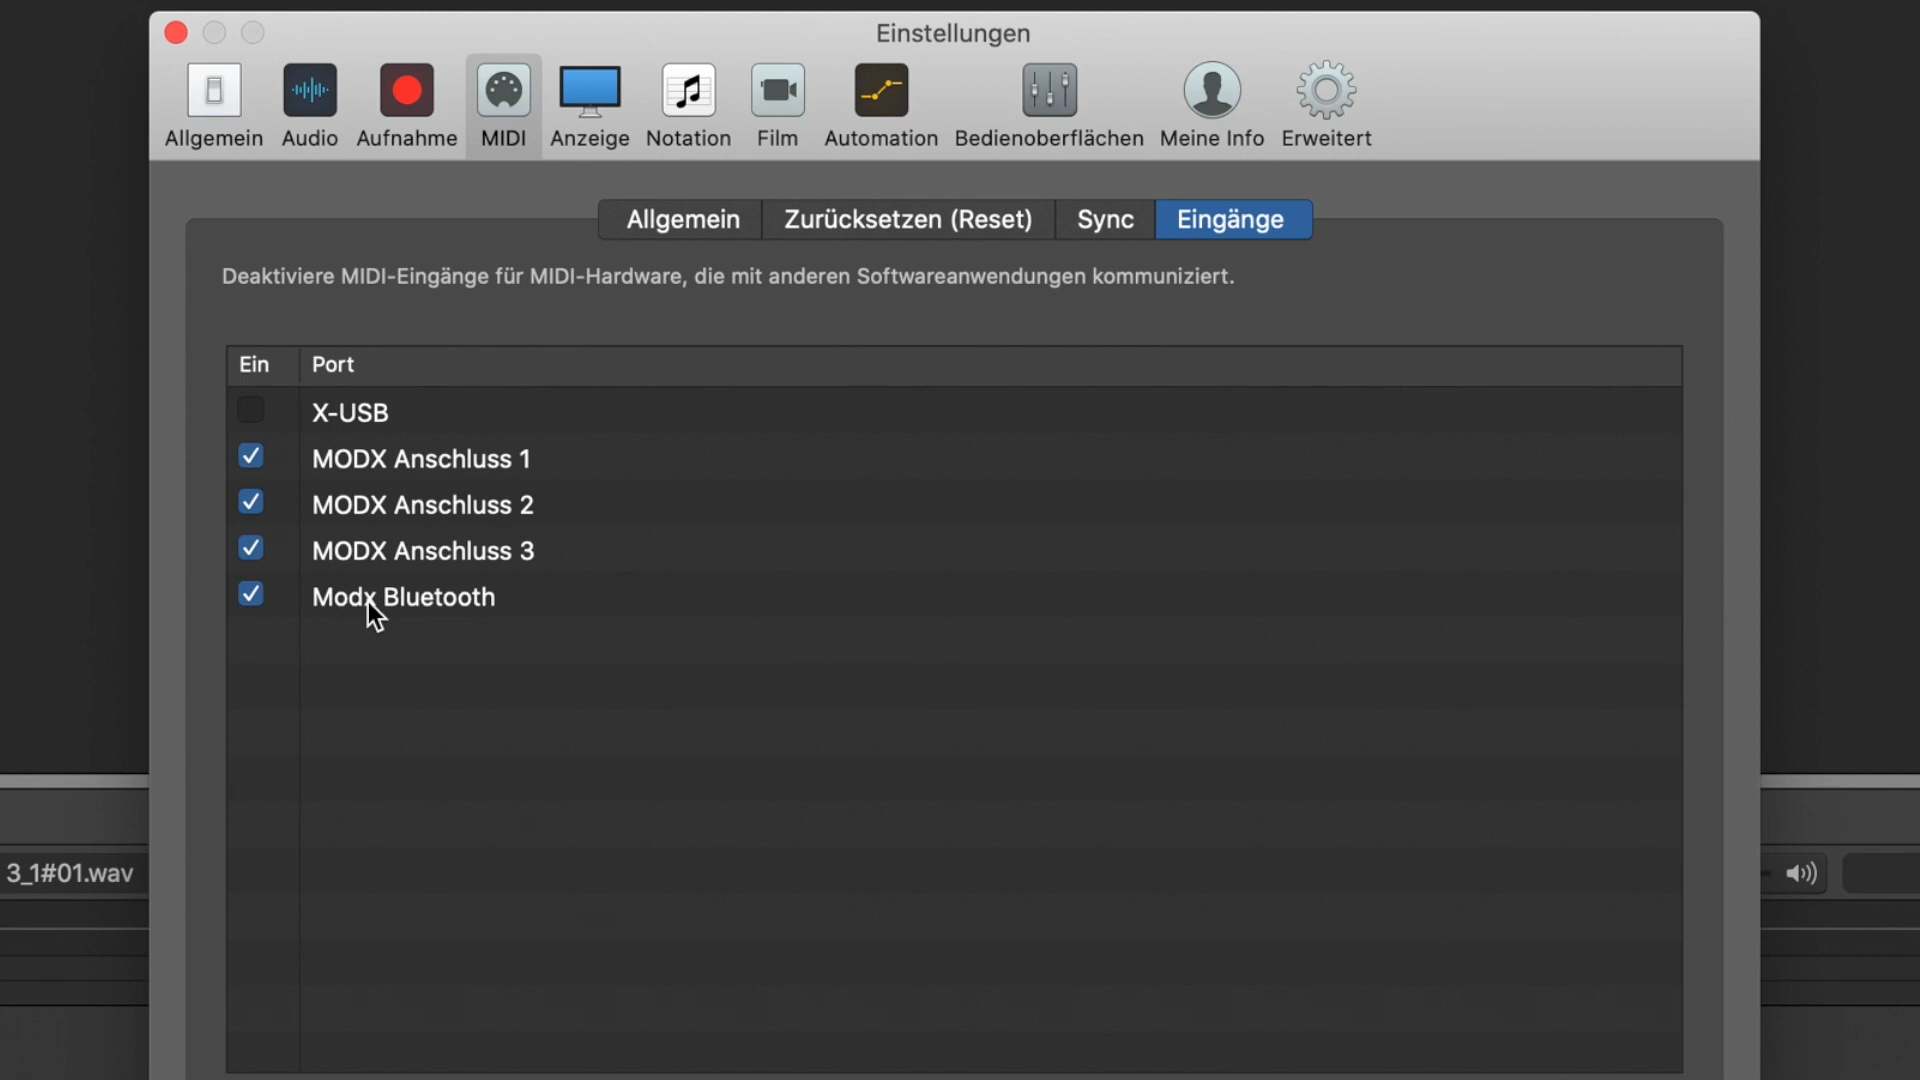 Einstellungen
Allgemein Audio Aufnahme MIDI Anzeige Notation Film Automation Bedienoberflächen Meine Info Erweitert
Allgemein Zurücksetzen (Reset) Sync Eingänge
Deaktiviere MIDI-Eingänge für MIDI-Hardware, die mit anderen Softwareanwendungen kommuniziert.
Ein Port
X-USB
MODX Anschluss 1
MODX Anschluss 2
MODX Anschluss 3
Modx Bluetooth
3_1#01.wav